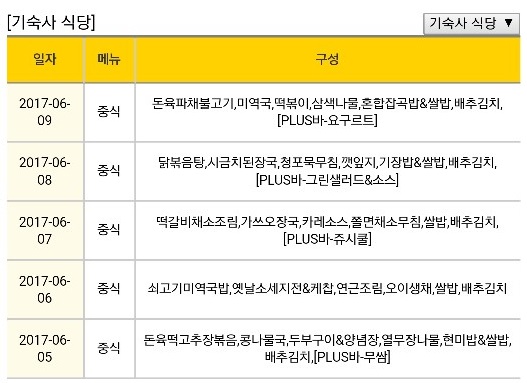 [기숙사 식당]
기숙사 식당 ▼
일자 메뉴 구성
2017-06-09 중식 돈육파채불고기,미역국,떡볶이,삼색나물,혼합잡곡밥&쌀밥,배추김치,
[PLUS바-요구르트]
2017-06-08 중식 닭볶음탕,시금치된장국,청포묵무침,깻잎지,기장밥&쌀밥,배추김치,
[PLUS바-그린샐러드&소스]
2017-06-07 중식 떡갈비채소조림,가쓰오장국,카레소스,쫄면채소무침,쌀밥,배추김치,
[PLUS바-쥬시쿨]
2017-06-06 중식 쇠고기미역국밥,옛날소세지전&케찹,연근조림,오이생채,쌀밥,배추김치
2017-06-05 중식 돈육떡고추장볶음,콩나물국,두부구이&양념장,열무장나물,현미밥&쌀밥,
배추김치,[PLUS바-무쌈]